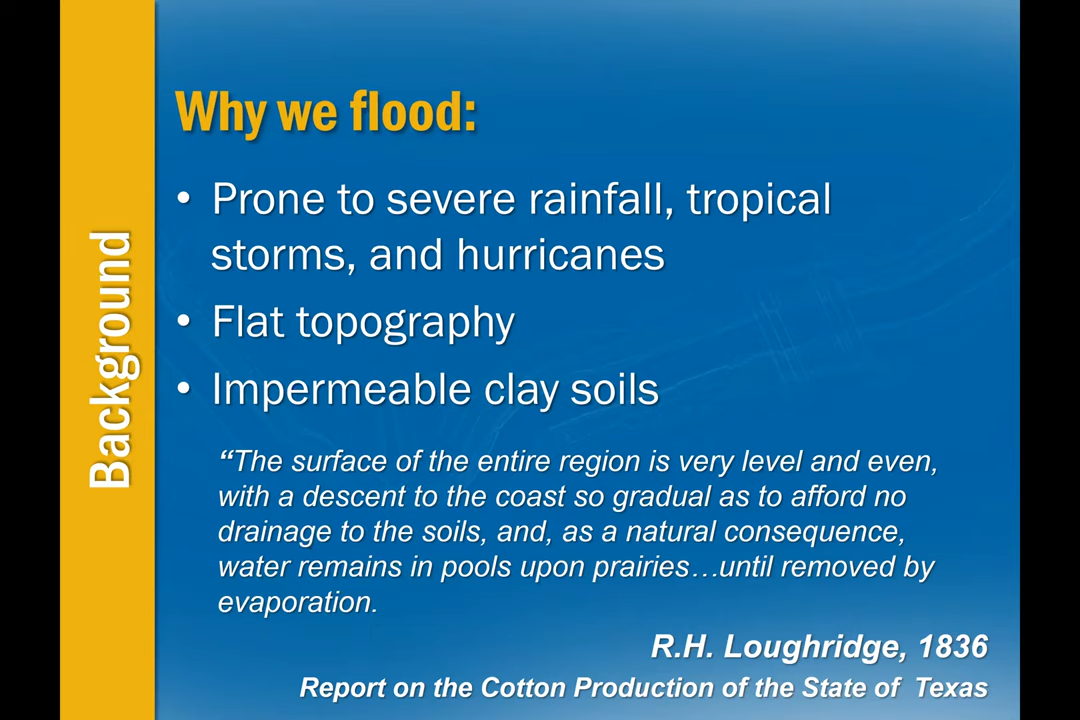 Background
Why we flood:
• Prone to severe rainfall, tropical
storms, and hurricanes
• Flat topography
• Impermeable clay soils
“The surface of the entire region is very level and even,
with a descent to the coast so gradual as to afford no
drainage to the soils, and, as a natural consequence,
water remains in pools upon prairies…until removed by
evaporation.
R.H. Loughridge, 1836
Report on the Cotton Production of the State of Texas